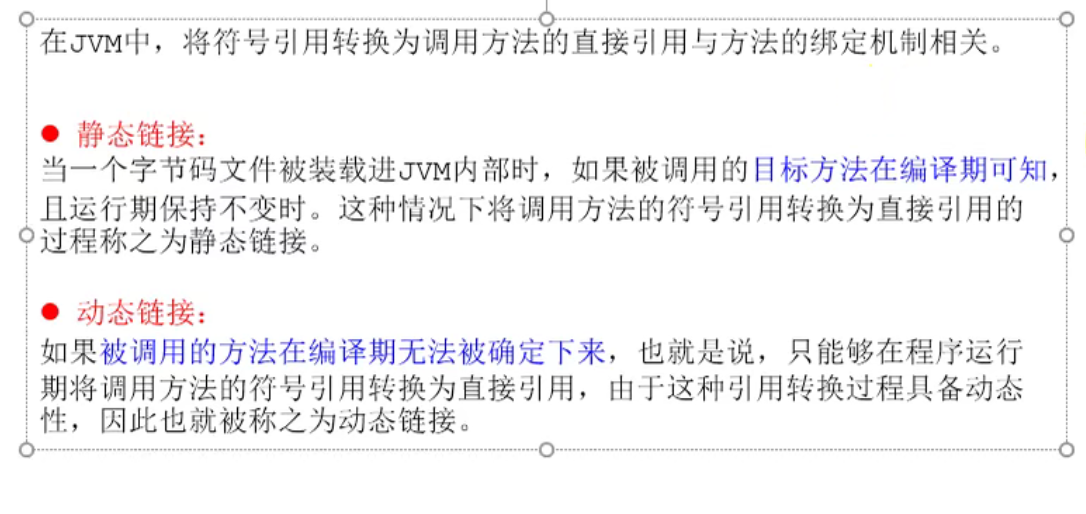 在JVM中，将符号引用转换为调用方法的直接引用与方法的绑定机制相关。
● 静态链接：
当一个字节码文件被装载进JVM内部时，如果被调用的目标方法在编译期可知，
且运行期保持不变时。这种情况下将调用方法的符号引用转换为直接引用的
过程称之为静态链接。
● 动态链接：
如果被调用的方法在编译期无法被确定下来，也就是说，只能够在程序运行
期将调用方法的符号引用转换为直接引用，由于这种引用转换过程具备动态
性，因此也就被称之为动态链接。